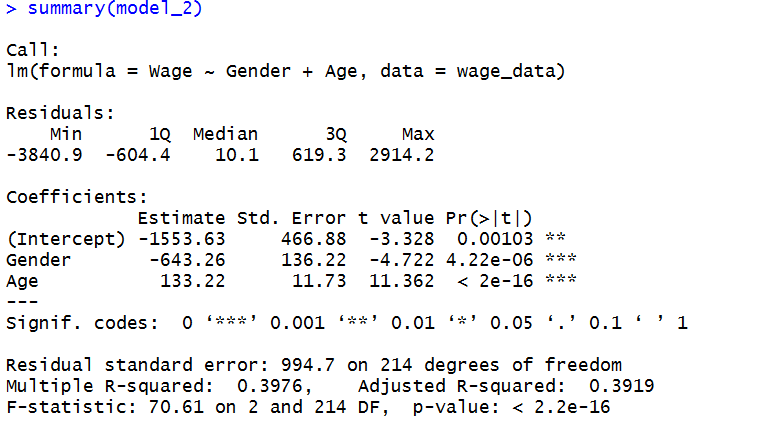 > summary(model_2)
Call:
lm(formula = Wage ~ Gender + Age, data = wage_data)
Residuals:
    Min      1Q  Median      3Q     Max
-3840.9  -604.4    10.1   619.3  2914.2
Coefficients:
            Estimate Std. Error t value Pr(>|t|)
(Intercept) -1553.63     466.88  -3.328  0.00103 **
Gender       -643.26     136.22  -4.722 4.22e-06 ***
Age           133.22      11.73  11.362  < 2e-16 ***
---
Signif. codes:  0 ‘***’ 0.001 ‘**’ 0.01 ‘*’ 0.05 ‘.’ 0.1 ‘ ’ 1
Residual standard error: 994.7 on 214 degrees of freedom
Multiple R-squared:  0.3976,    Adjusted R-squared:  0.3919
F-statistic: 70.61 on 2 and 214 DF,  p-value: < 2.2e-16